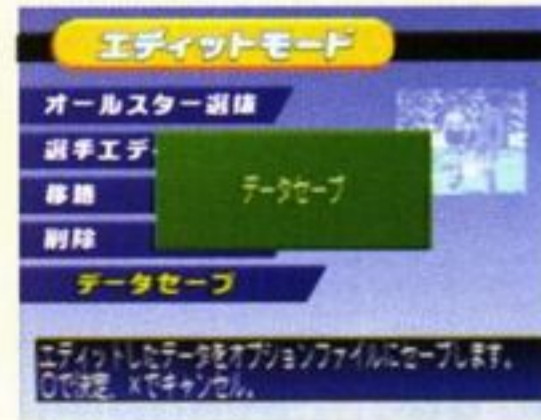 エディットモード
オールスター選抜
選手エディ
移籍
データセーブ
削除
データセーブ
エディットしたデータをオプションファイルにセーブします。
○で決定、×でキャンセル。